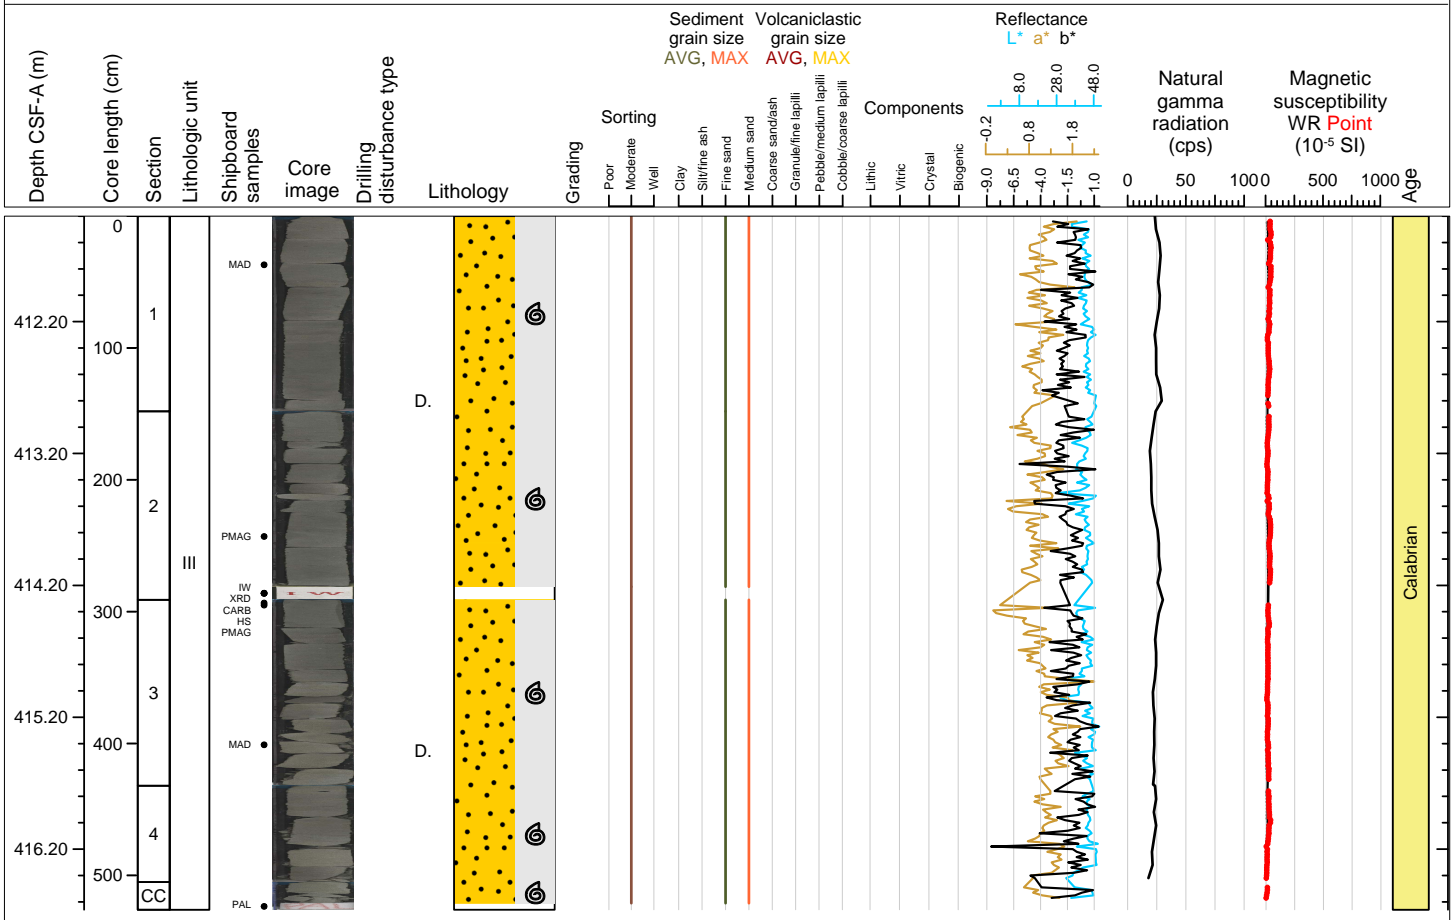 Depth CSF-A (m)
Core length (cm)
Section
Lithologic unit
Shipboard
samples
Core
image
Drilling
disturbance type
Lithology
Grading
Sorting
Poor
Moderate
Well
Sediment
grain size
AVG, MAX
Volcaniclastic
grain size
AVG, MAX
Clay
Silt/fine ash
Fine sand
Medium sand
Coarse sand/ash
Granule/fine lapilli
Pebble/medium lapilli
Cobble/coarse lapilli
Components
Lithic
Vitric
Crystal
Biogenic
Reflectance
L* a* b*
8.0 28.0 48.0
-0.2 0.8 1.8
-9.0 -6.5 -4.0 -1.5 1.0
Natural
gamma
radiation
(cps)
0 50 100
Magnetic
susceptibility
WR Point
(10-5 SI)
0 500 1000
Age
0
MAD
1
412.20
100
D.
413.20
200
2
PMAG
III
414.20
IW
XRD
I W
300
CARB
HS
PMAG
Calabrian
3
415.20
400
MAD
D.
4
416.20
500
CC
PAL